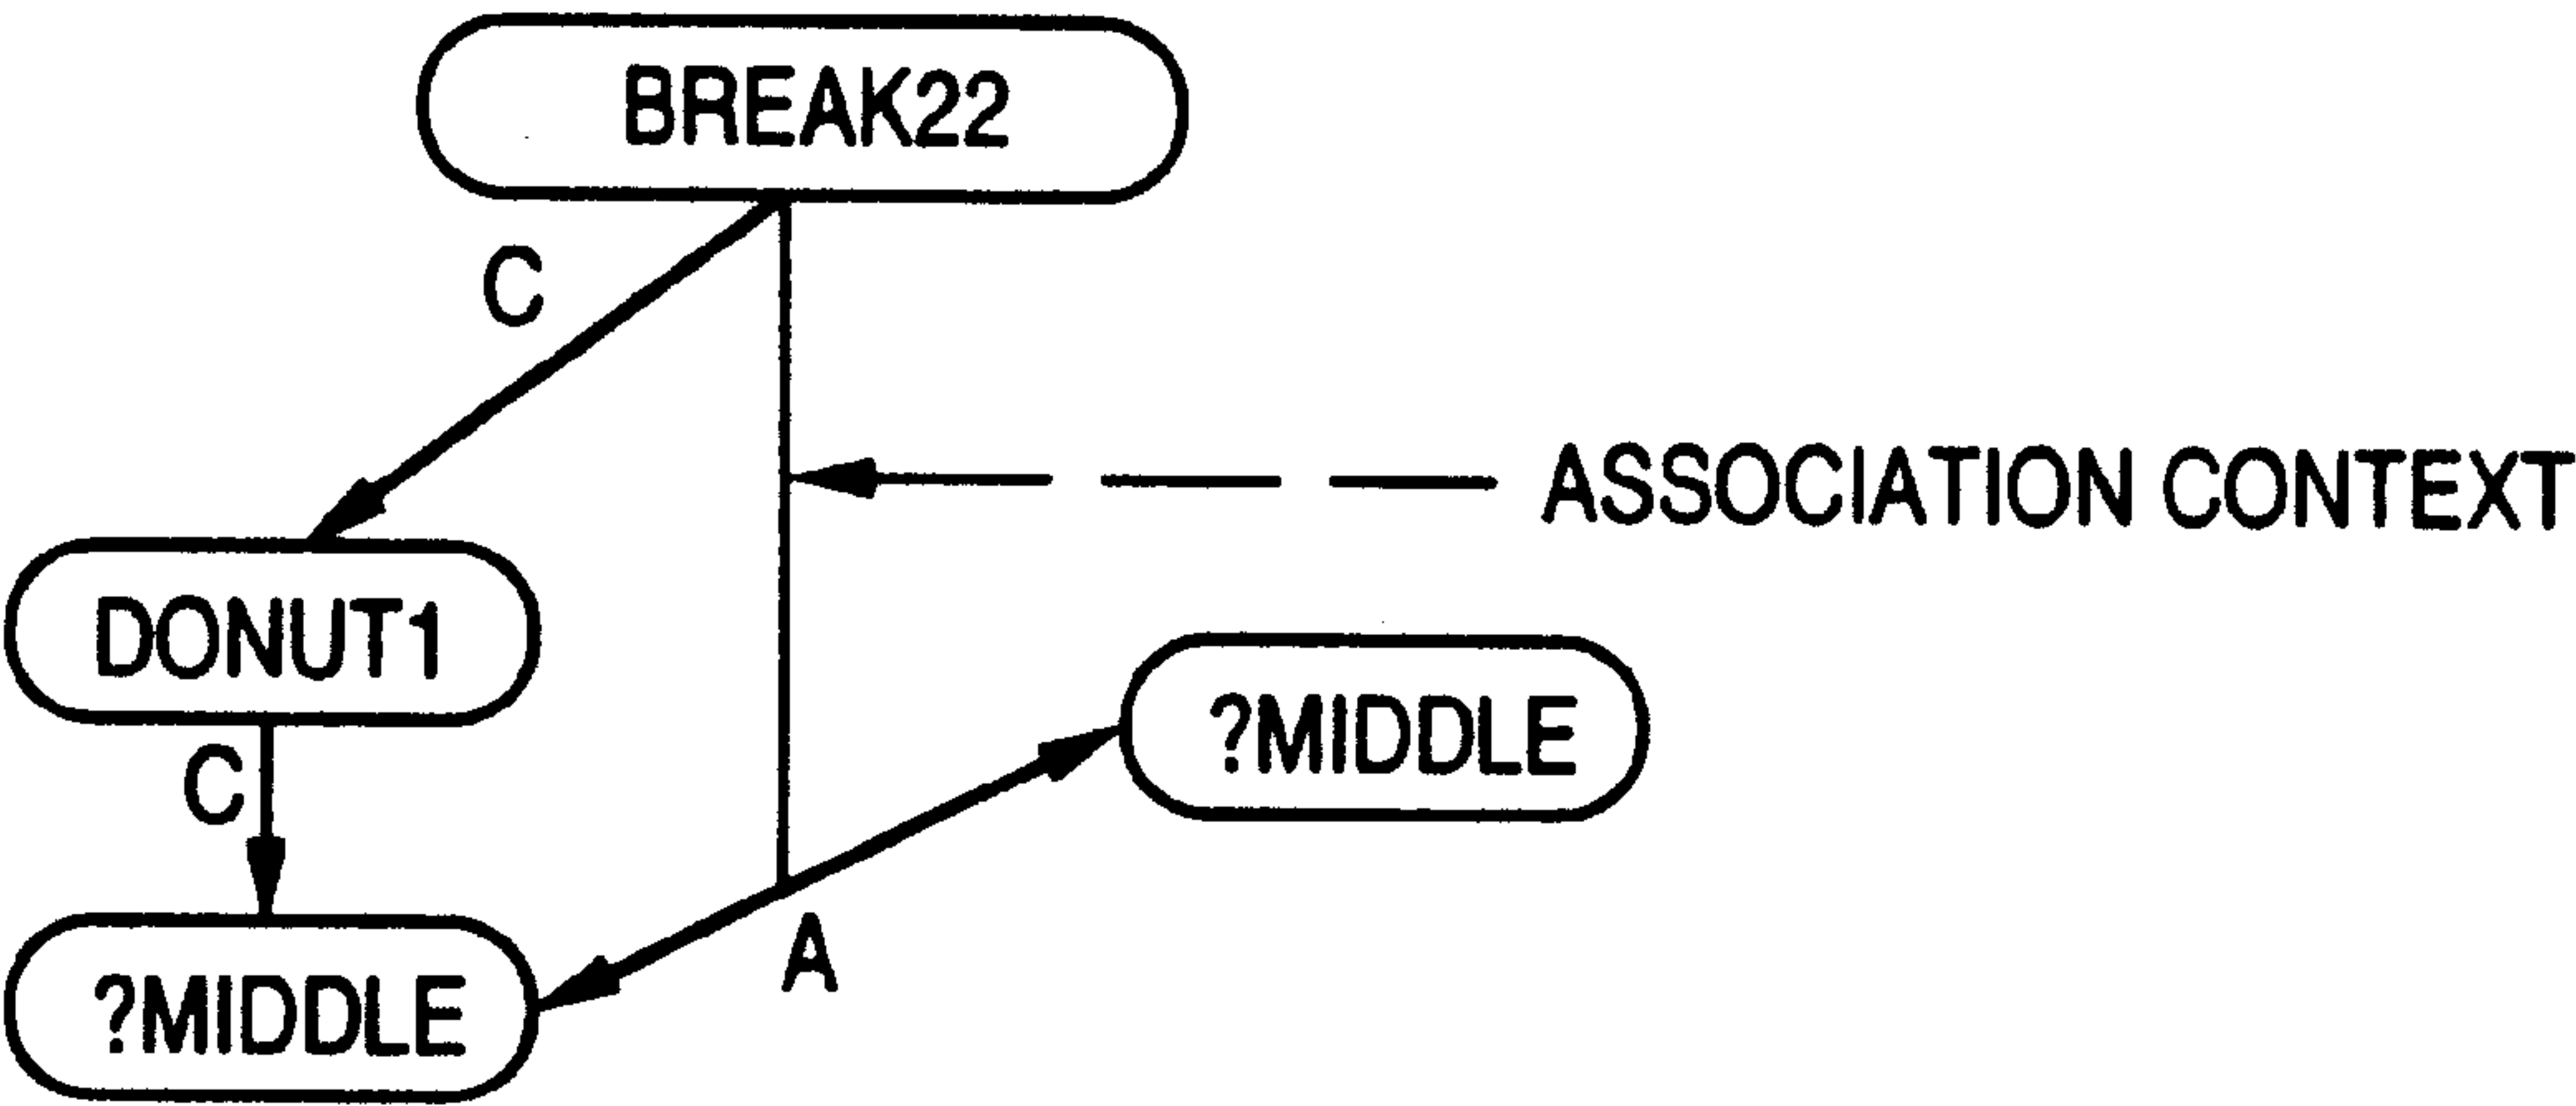 BREAK22
C
ASSOCIATION CONTEXT
DONUT1
?MIDDLE
C
A
?MIDDLE